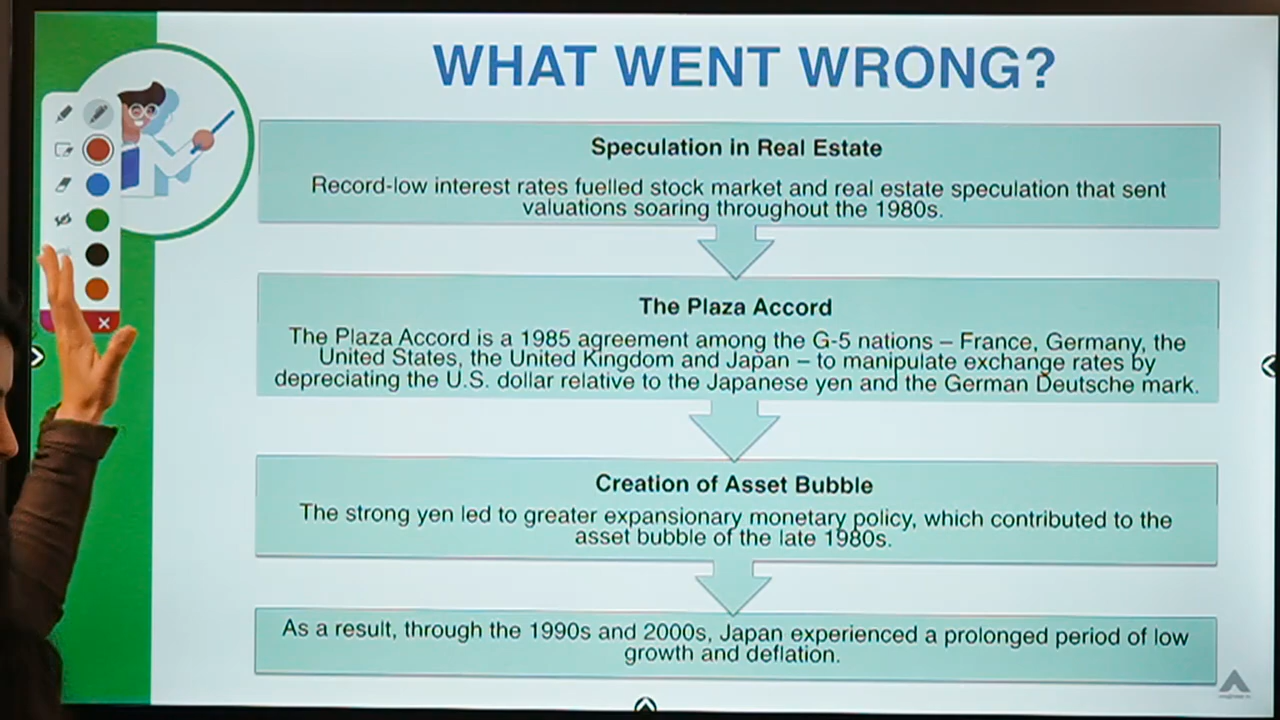 WHAT WENT WRONG?
Speculation in Real Estate
Record-low interest rates fuelled stock market and real estate speculation that sent
valuations soaring throughout the 1980s.
The Plaza Accord
The Plaza Accord is a 1985 agreement among the G-5 nations – France, Germany, the
United States, the United Kingdom and Japan – to manipulate exchange rates by
depreciating the U.S. dollar relative to the Japanese yen and the German Deutsche mark.
Creation of Asset Bubble
The strong yen led to greater expansionary monetary policy, which contributed to the
asset bubble of the late 1980s.
As a result, through the 1990s and 2000s, Japan experienced a prolonged period of low
growth and deflation.